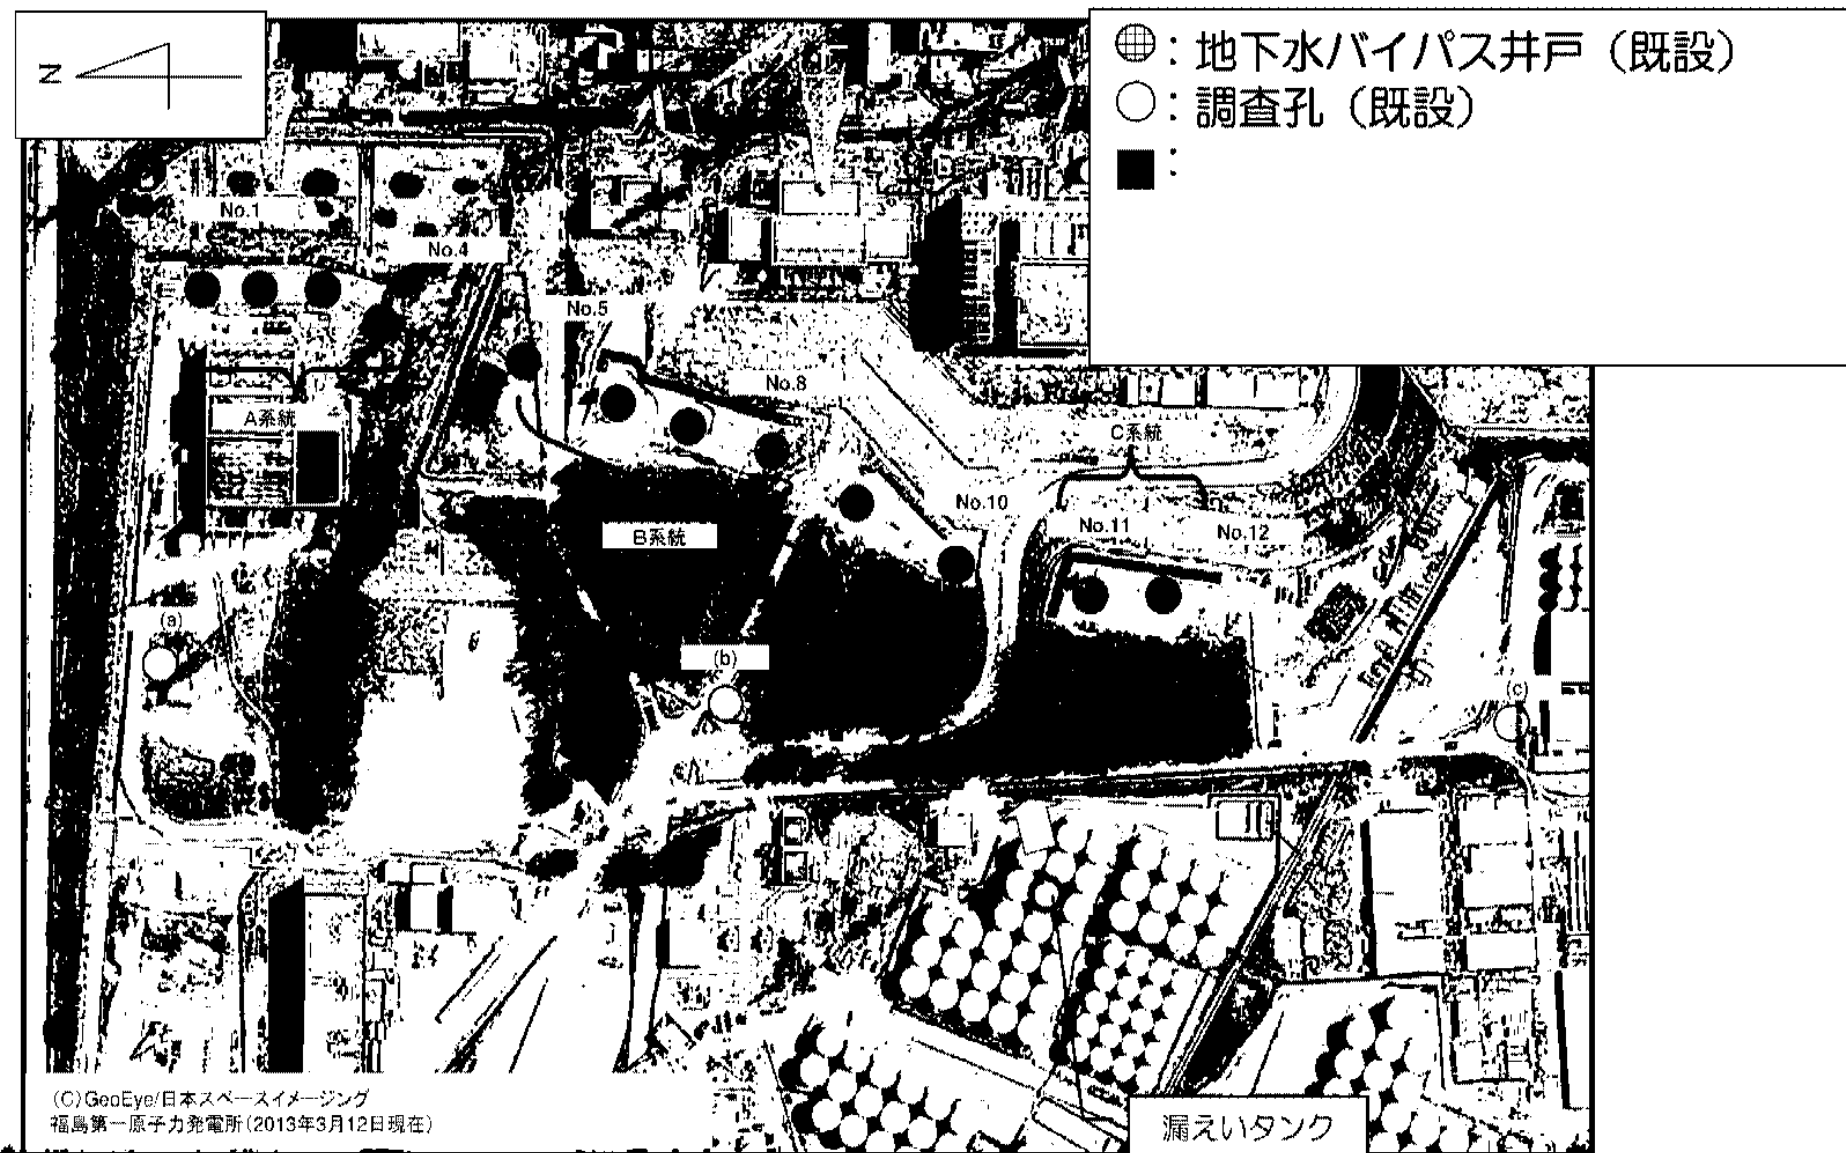 N
: 地下水バイパス井戸（既設）
: 調査孔（既設）
:
No.1
No.4
No.5
No.8
A系統
C系統
No.10
No.11
No.12
B系統
(a)
(b)
(c)
(C)GeoEye/日本スペースイメージング
福島第一原子力発電所(2013年3月12日現在)
漏えいタンク